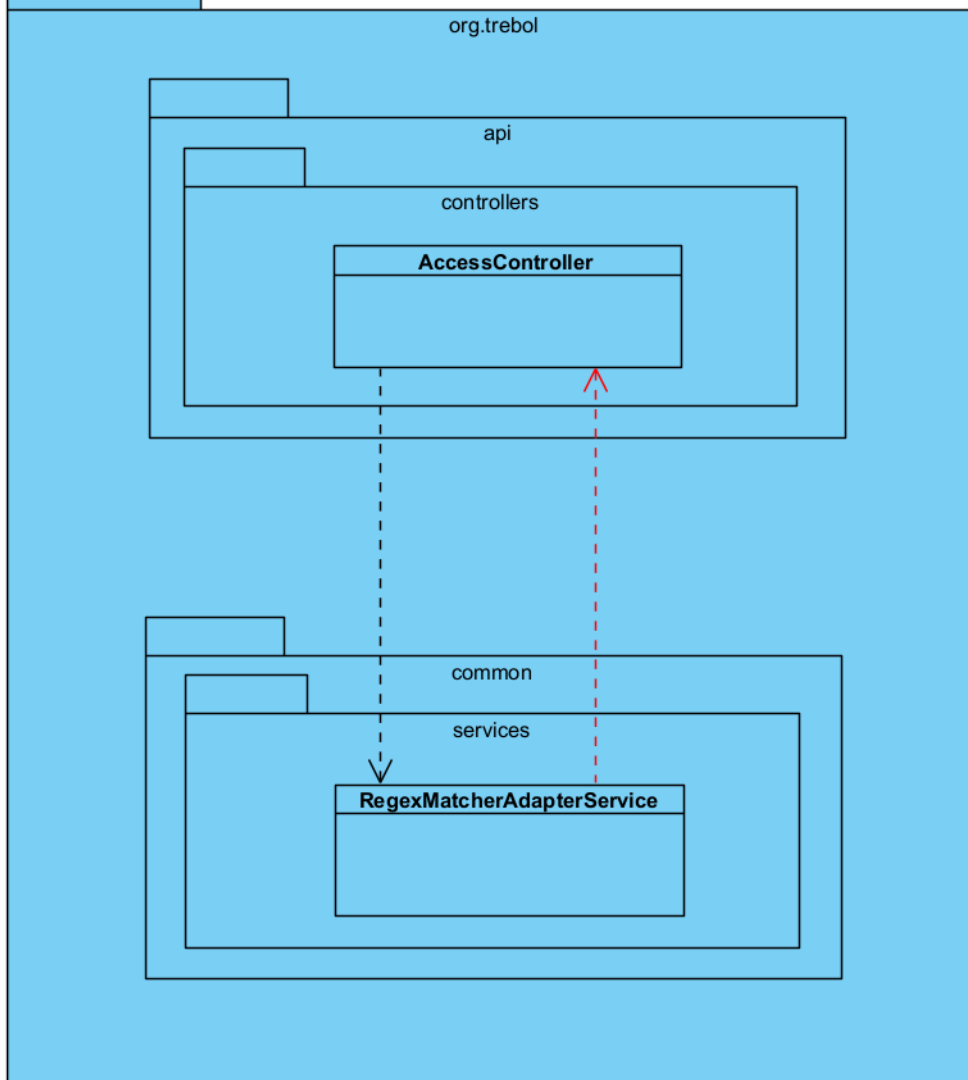 org.trebol
api
controllers
AccessController
common
services
RegexMatcherAdapterService